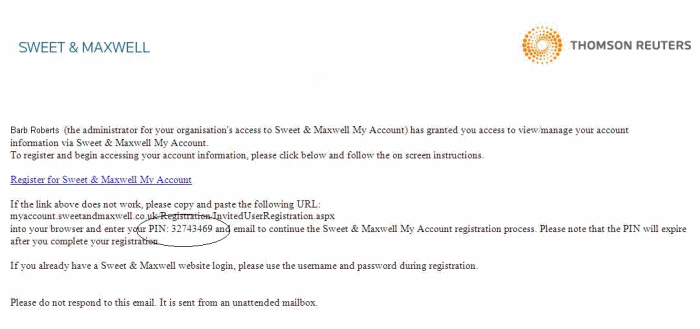 SWEET & MAXWELL
THOMSON REUTERS
Barb Roberts (the administrator for your organisation's access to Sweet & Maxwell My Account) has granted you access to view/manage your account
information via Sweet & Maxwell My Account.
To register and begin accessing your account information, please click below and follow the on screen instructions.
Register for Sweet & Maxwell My Account
If the link above does not work, please copy and paste the following URL:
myaccount.sweetandmaxwell.co.uk/Registration/InvitedUserRegistration.aspx
into your browser and enter your PIN: 32743469 and email to continue the Sweet & Maxwell My Account registration process. Please note that the PIN will expire
after you complete your registration.
If you already have a Sweet & Maxwell website login, please use the username and password during registration.
Please do not respond to this email. It is sent from an unattended mailbox.